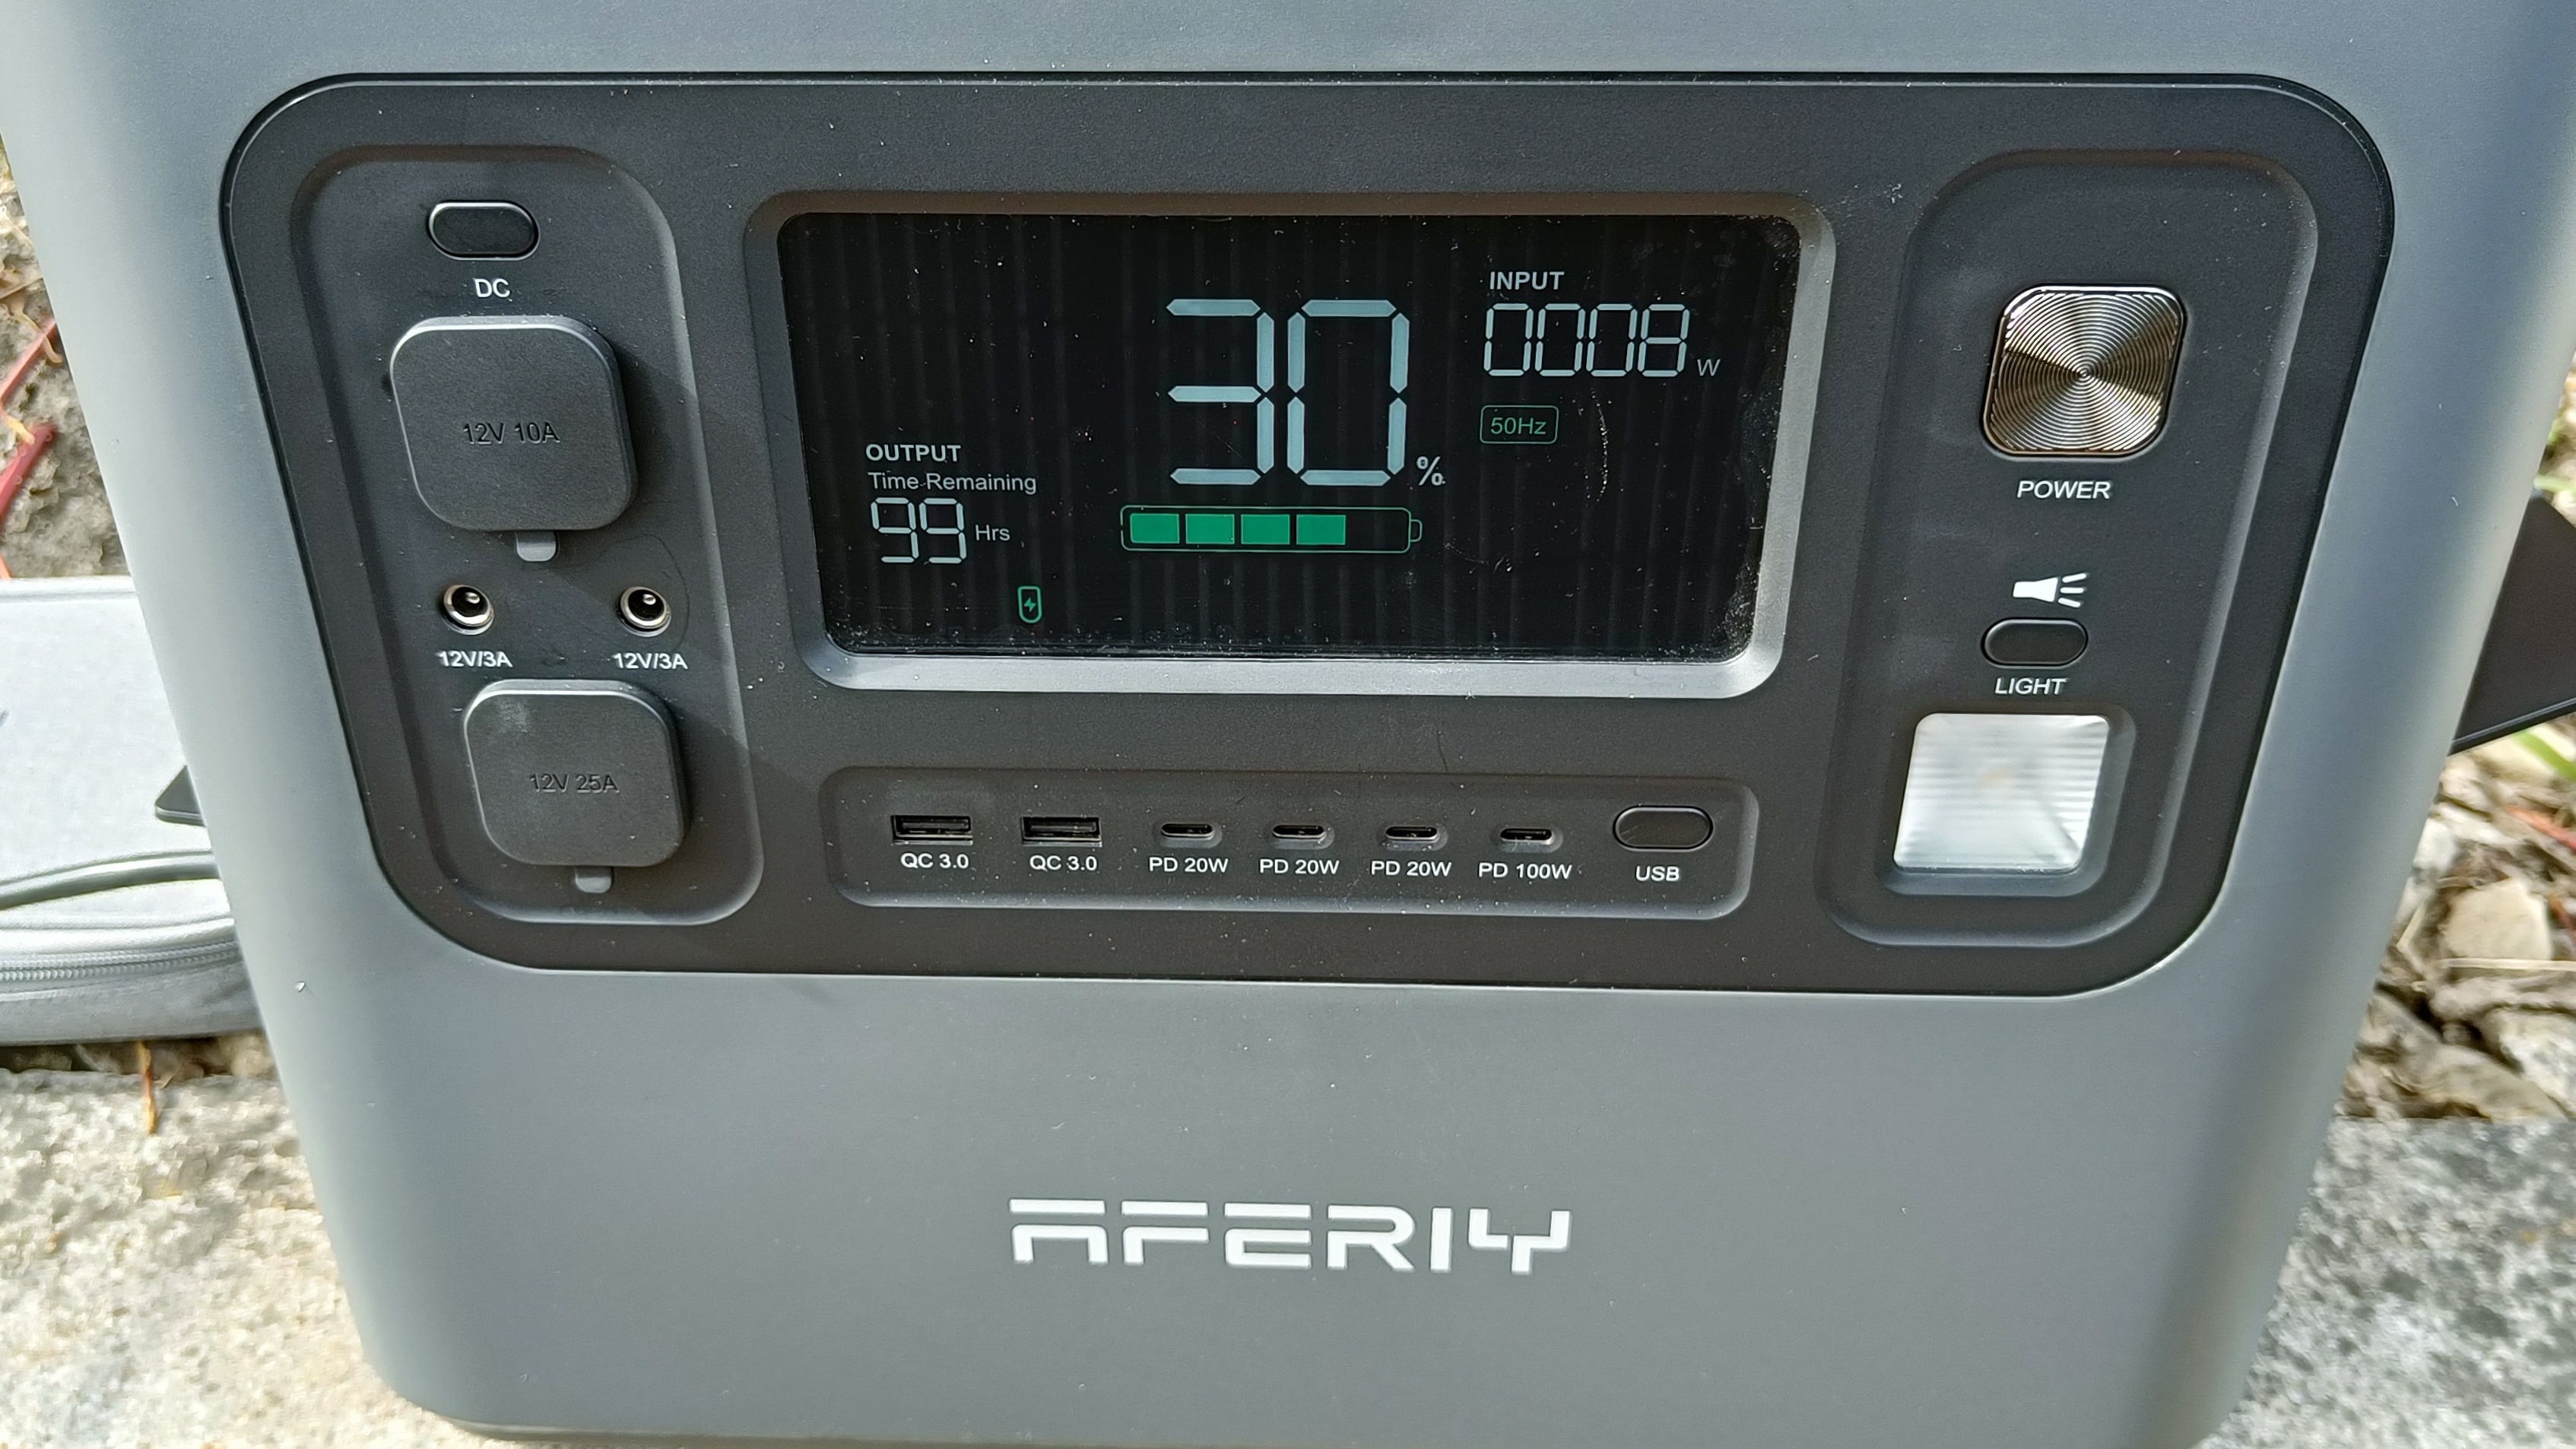 DC
12V 10A
12V/3A 12V/3A
12V 25A
INPUT
0008 W
50Hz
30 %
OUTPUT
Time Remaining
99 Hrs
POWER
LIGHT
QC 3.0 QC 3.0 PD 20W PD 20W PD 20W PD 100W USB
AFERIY